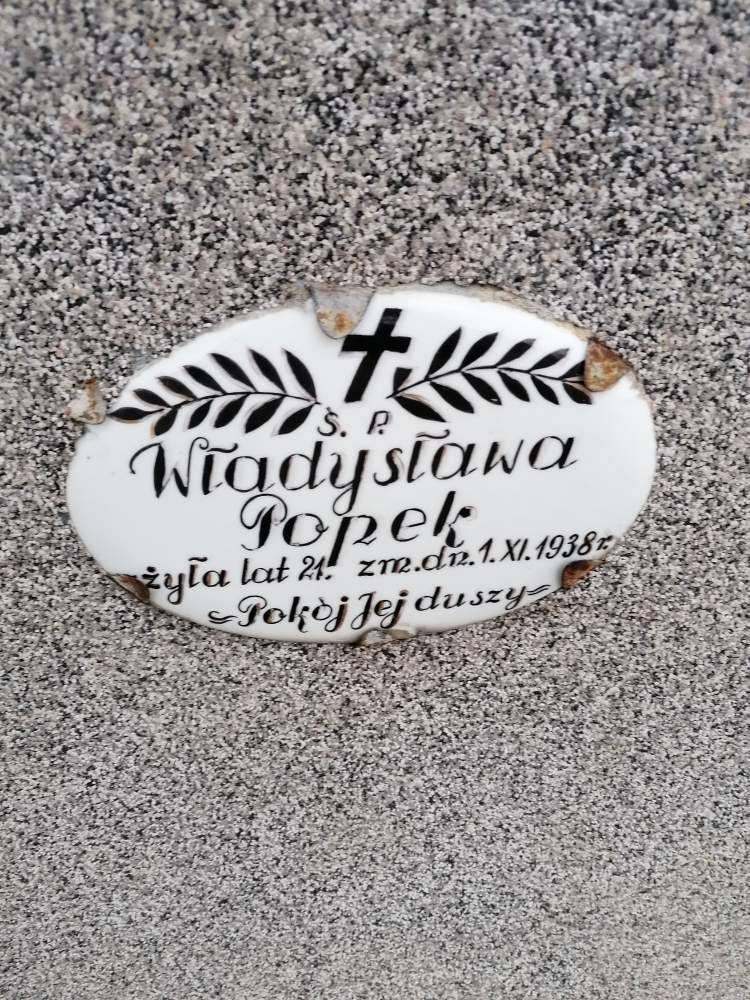 Ś. P.
Władysława
Popek
żyła lat 21. zm. dn. 1. XI. 1938 r.
Pokój Jej duszy